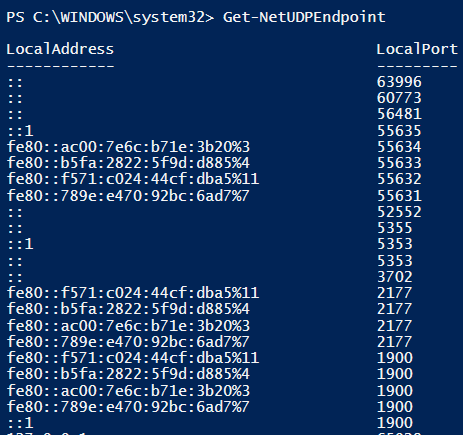 PS C:\WINDOWS\system32> Get-NetUDPEndpoint
LocalAddress LocalPort
------------ ---------
:: 63996
:: 60773
:: 56481
::1 55635
fe80::ac00:7e6c:b71e:3b20%3 55634
fe80::b5fa:2822:5f9d:d885%4 55633
fe80::f571:c024:44cf:dba5%11 55632
fe80::789e:e470:92bc:6ad7%7 55631
:: 52552
:: 5355
::1 5353
:: 5353
:: 3702
fe80::f571:c024:44cf:dba5%11 2177
fe80::b5fa:2822:5f9d:d885%4 2177
fe80::ac00:7e6c:b71e:3b20%3 2177
fe80::789e:e470:92bc:6ad7%7 2177
fe80::f571:c024:44cf:dba5%11 1900
fe80::b5fa:2822:5f9d:d885%4 1900
fe80::ac00:7e6c:b71e:3b20%3 1900
fe80::789e:e470:92bc:6ad7%7 1900
::1 1900